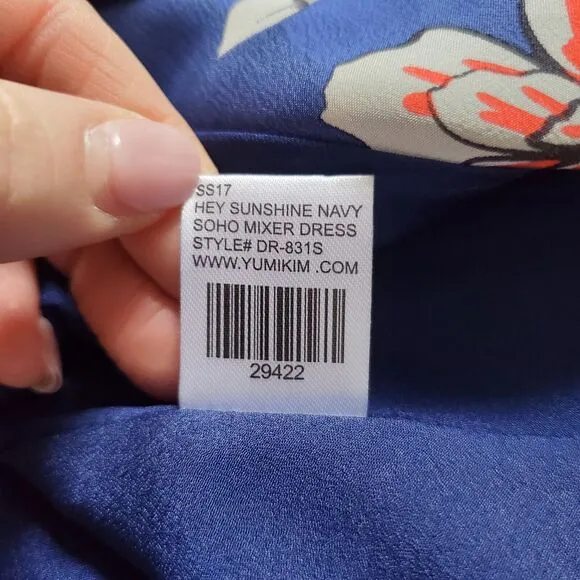 SS17
HEY SUNSHINE NAVY
SOHO MIXER DRESS
STYLE# DR-831S
WWW.YUMIKIM .COM
29422